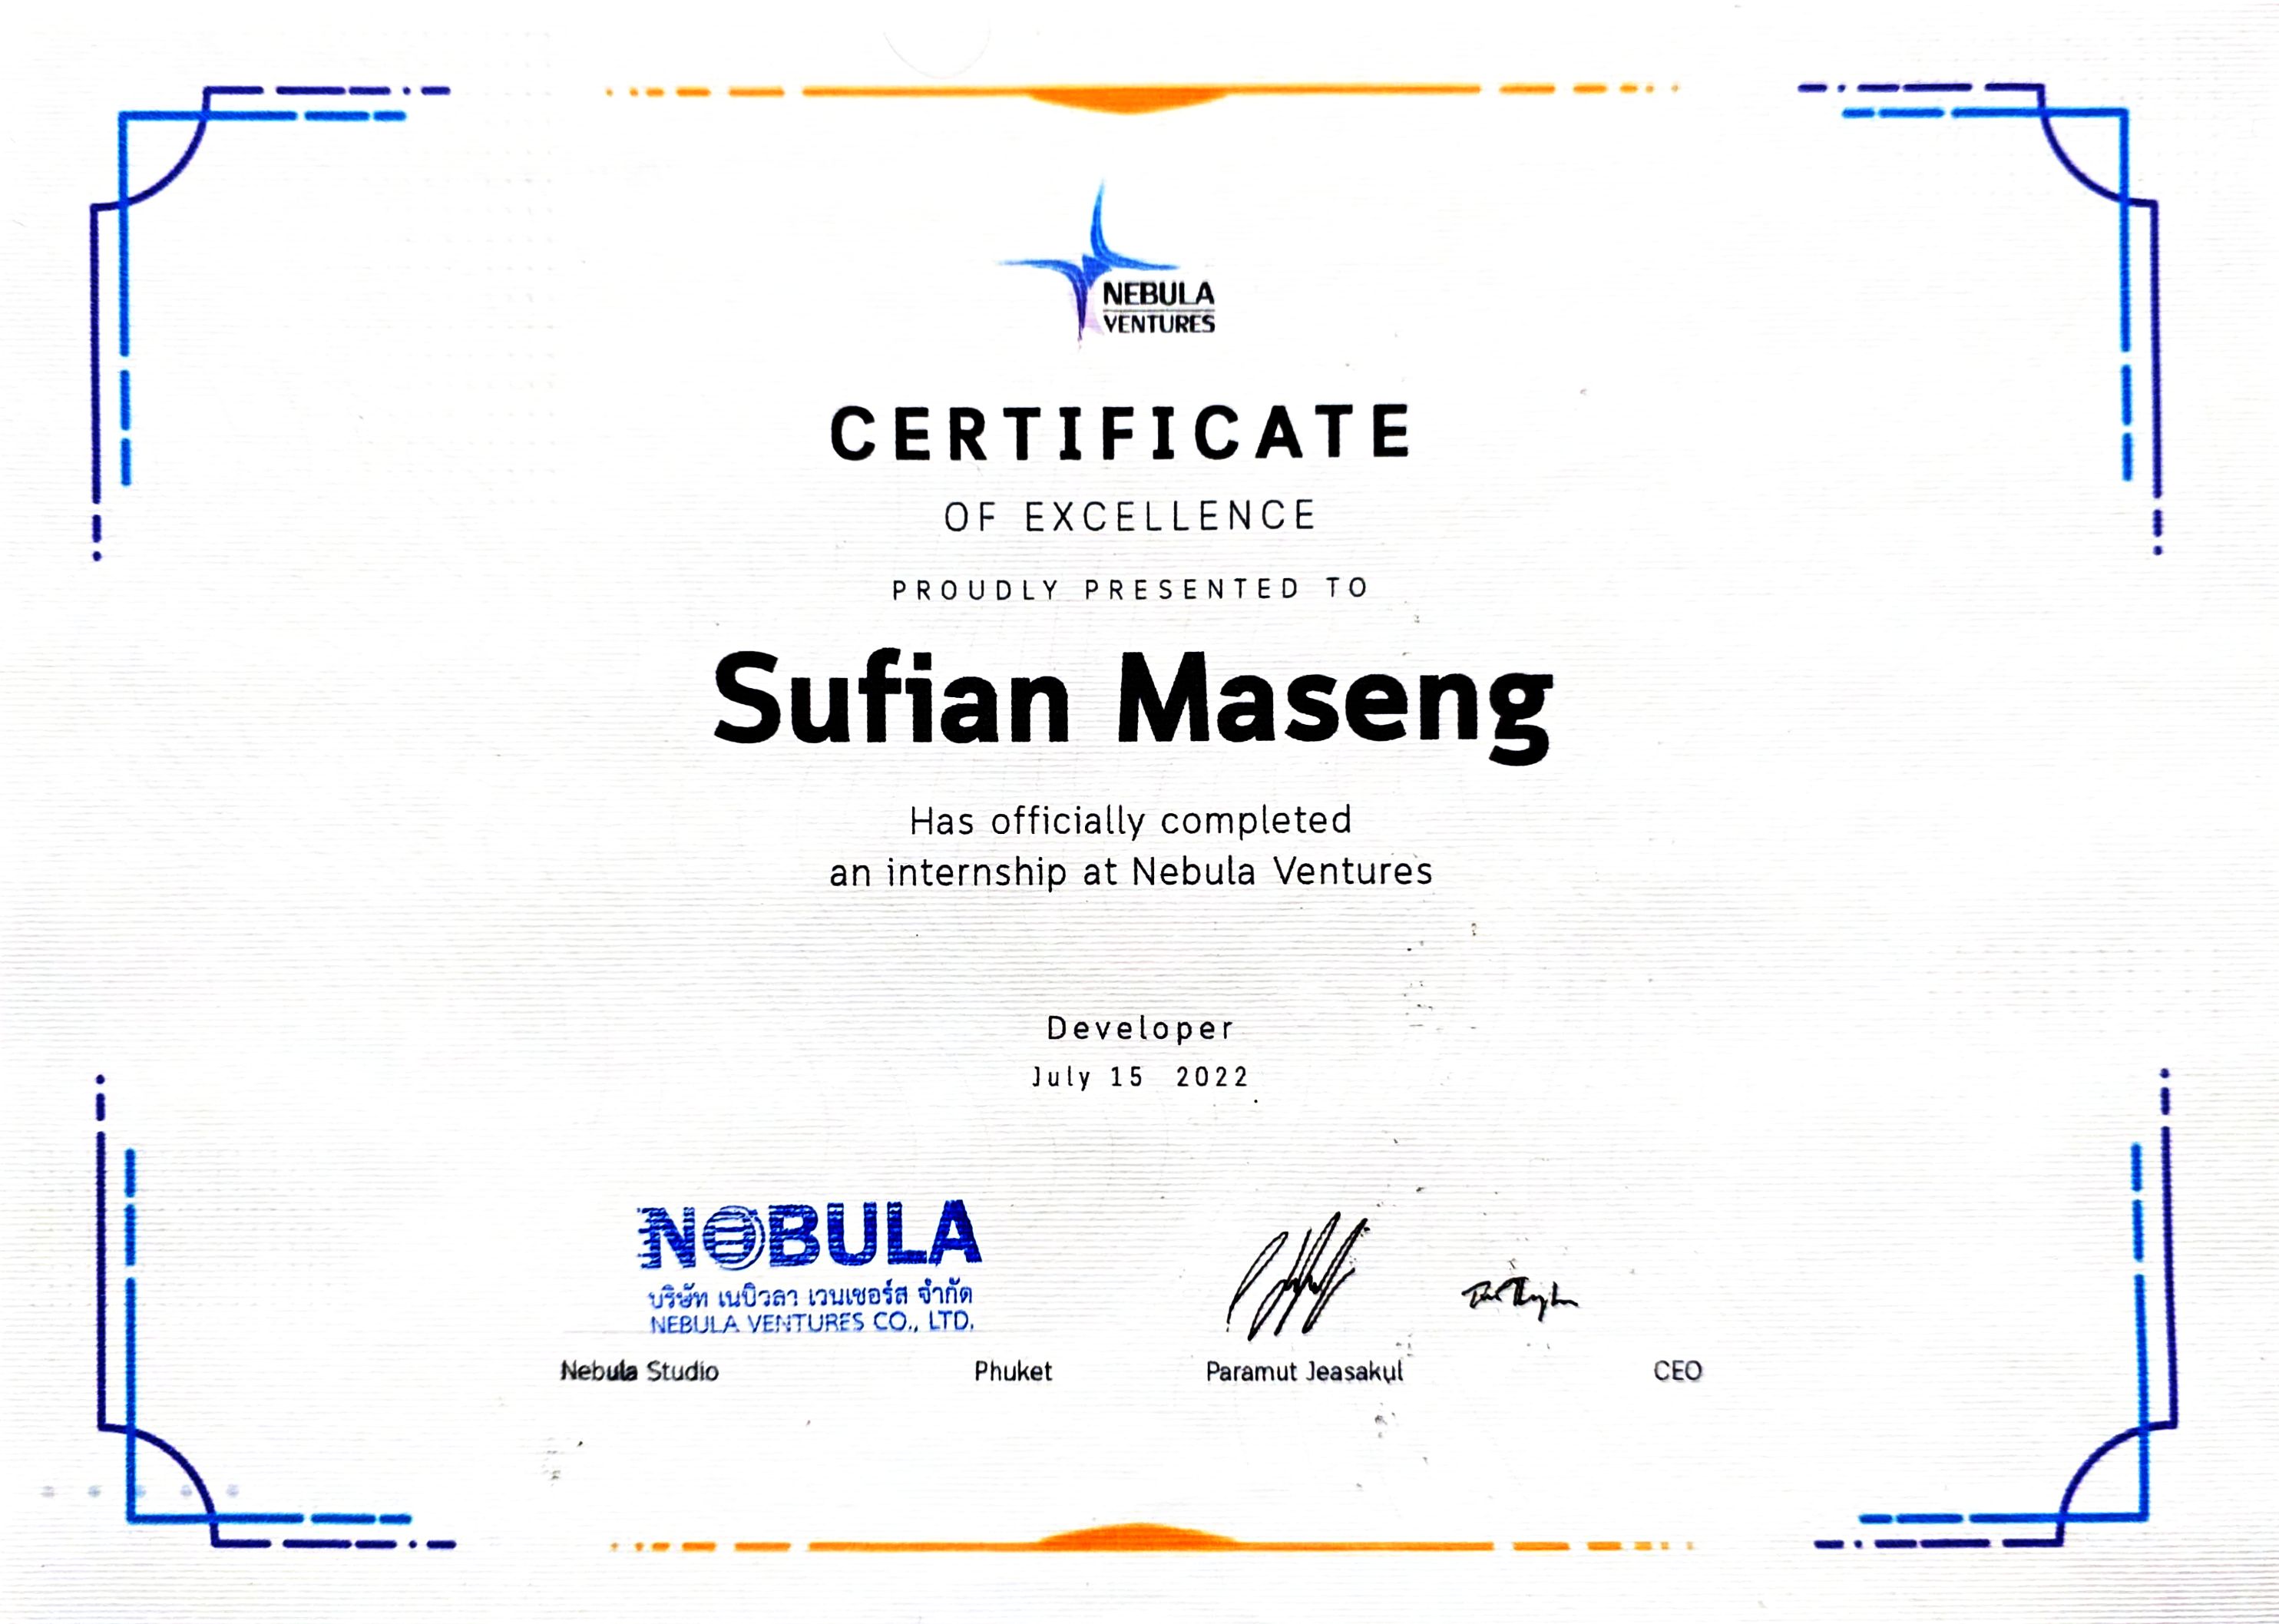 NEBULA
VENTURES
CERTIFICATE
OF EXCELLENCE
PROUDLY PRESENTED TO
Sufian Maseng
Has officially completed
an internship at Nebula Ventures
Developer
July 15 2022
NEBULA
บริษัท เนบิวลา เวนเชอร์ส จำกัด
NEBULA VENTURES CO., LTD.
Nebula Studio Phuket Paramut Jeasakul CEO